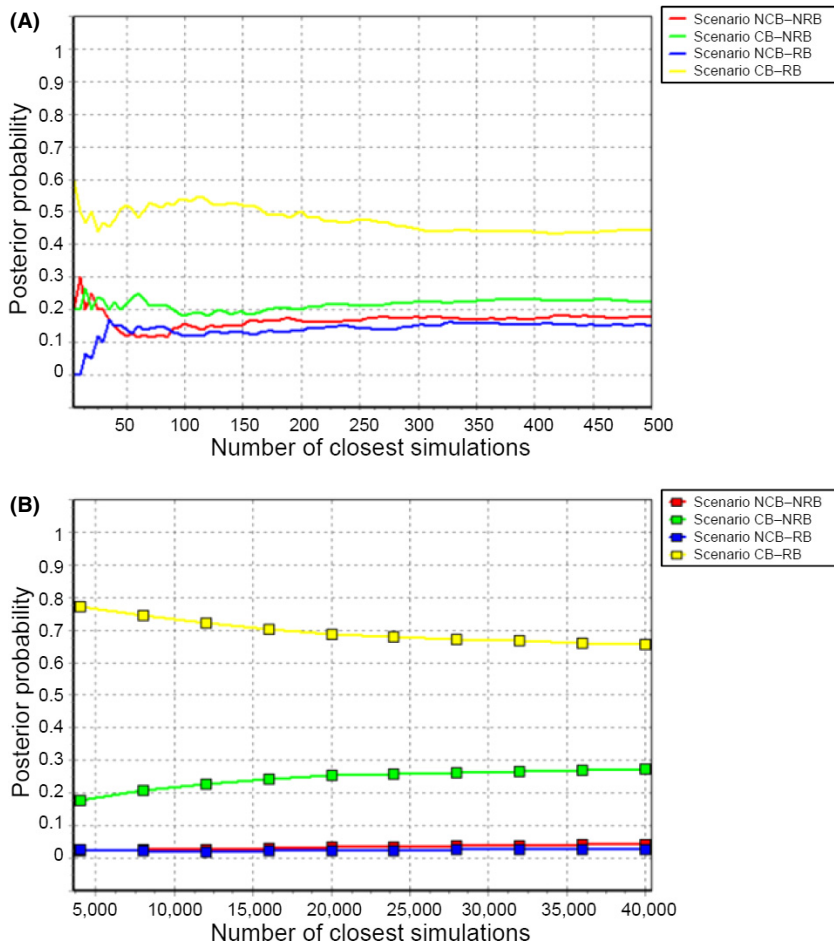 (A)
Scenario NCB–NRB
Scenario CB–NRB
Scenario NCB–RB
Scenario CB–RB
1
0.9
0.8
0.7
0.6
0.5
0.4
0.3
0.2
0.1
0
Posterior probability
50
100
150
200
250
300
350
400
450
500
Number of closest simulations
(B)
Scenario NCB–NRB
Scenario CB–NRB
Scenario NCB–RB
Scenario CB–RB
1
0.9
0.8
0.7
0.6
0.5
0.4
0.3
0.2
0.1
0
Posterior probability
5,000
10,000
15,000
20,000
25,000
30,000
35,000
40,000
Number of closest simulations